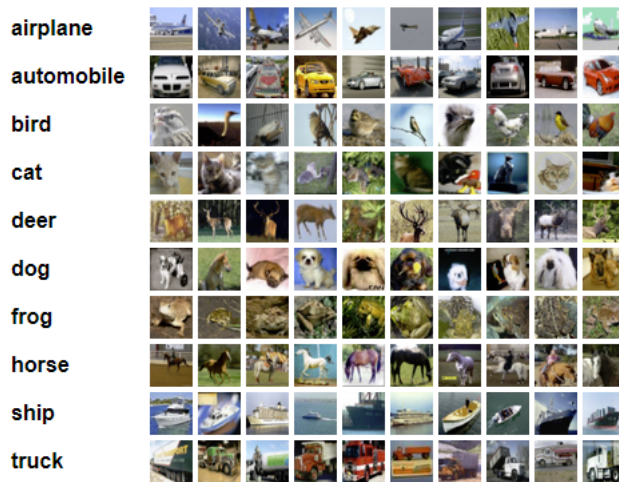 airplane
automobile
bird
cat
deer
dog
frog
horse
ship
truck